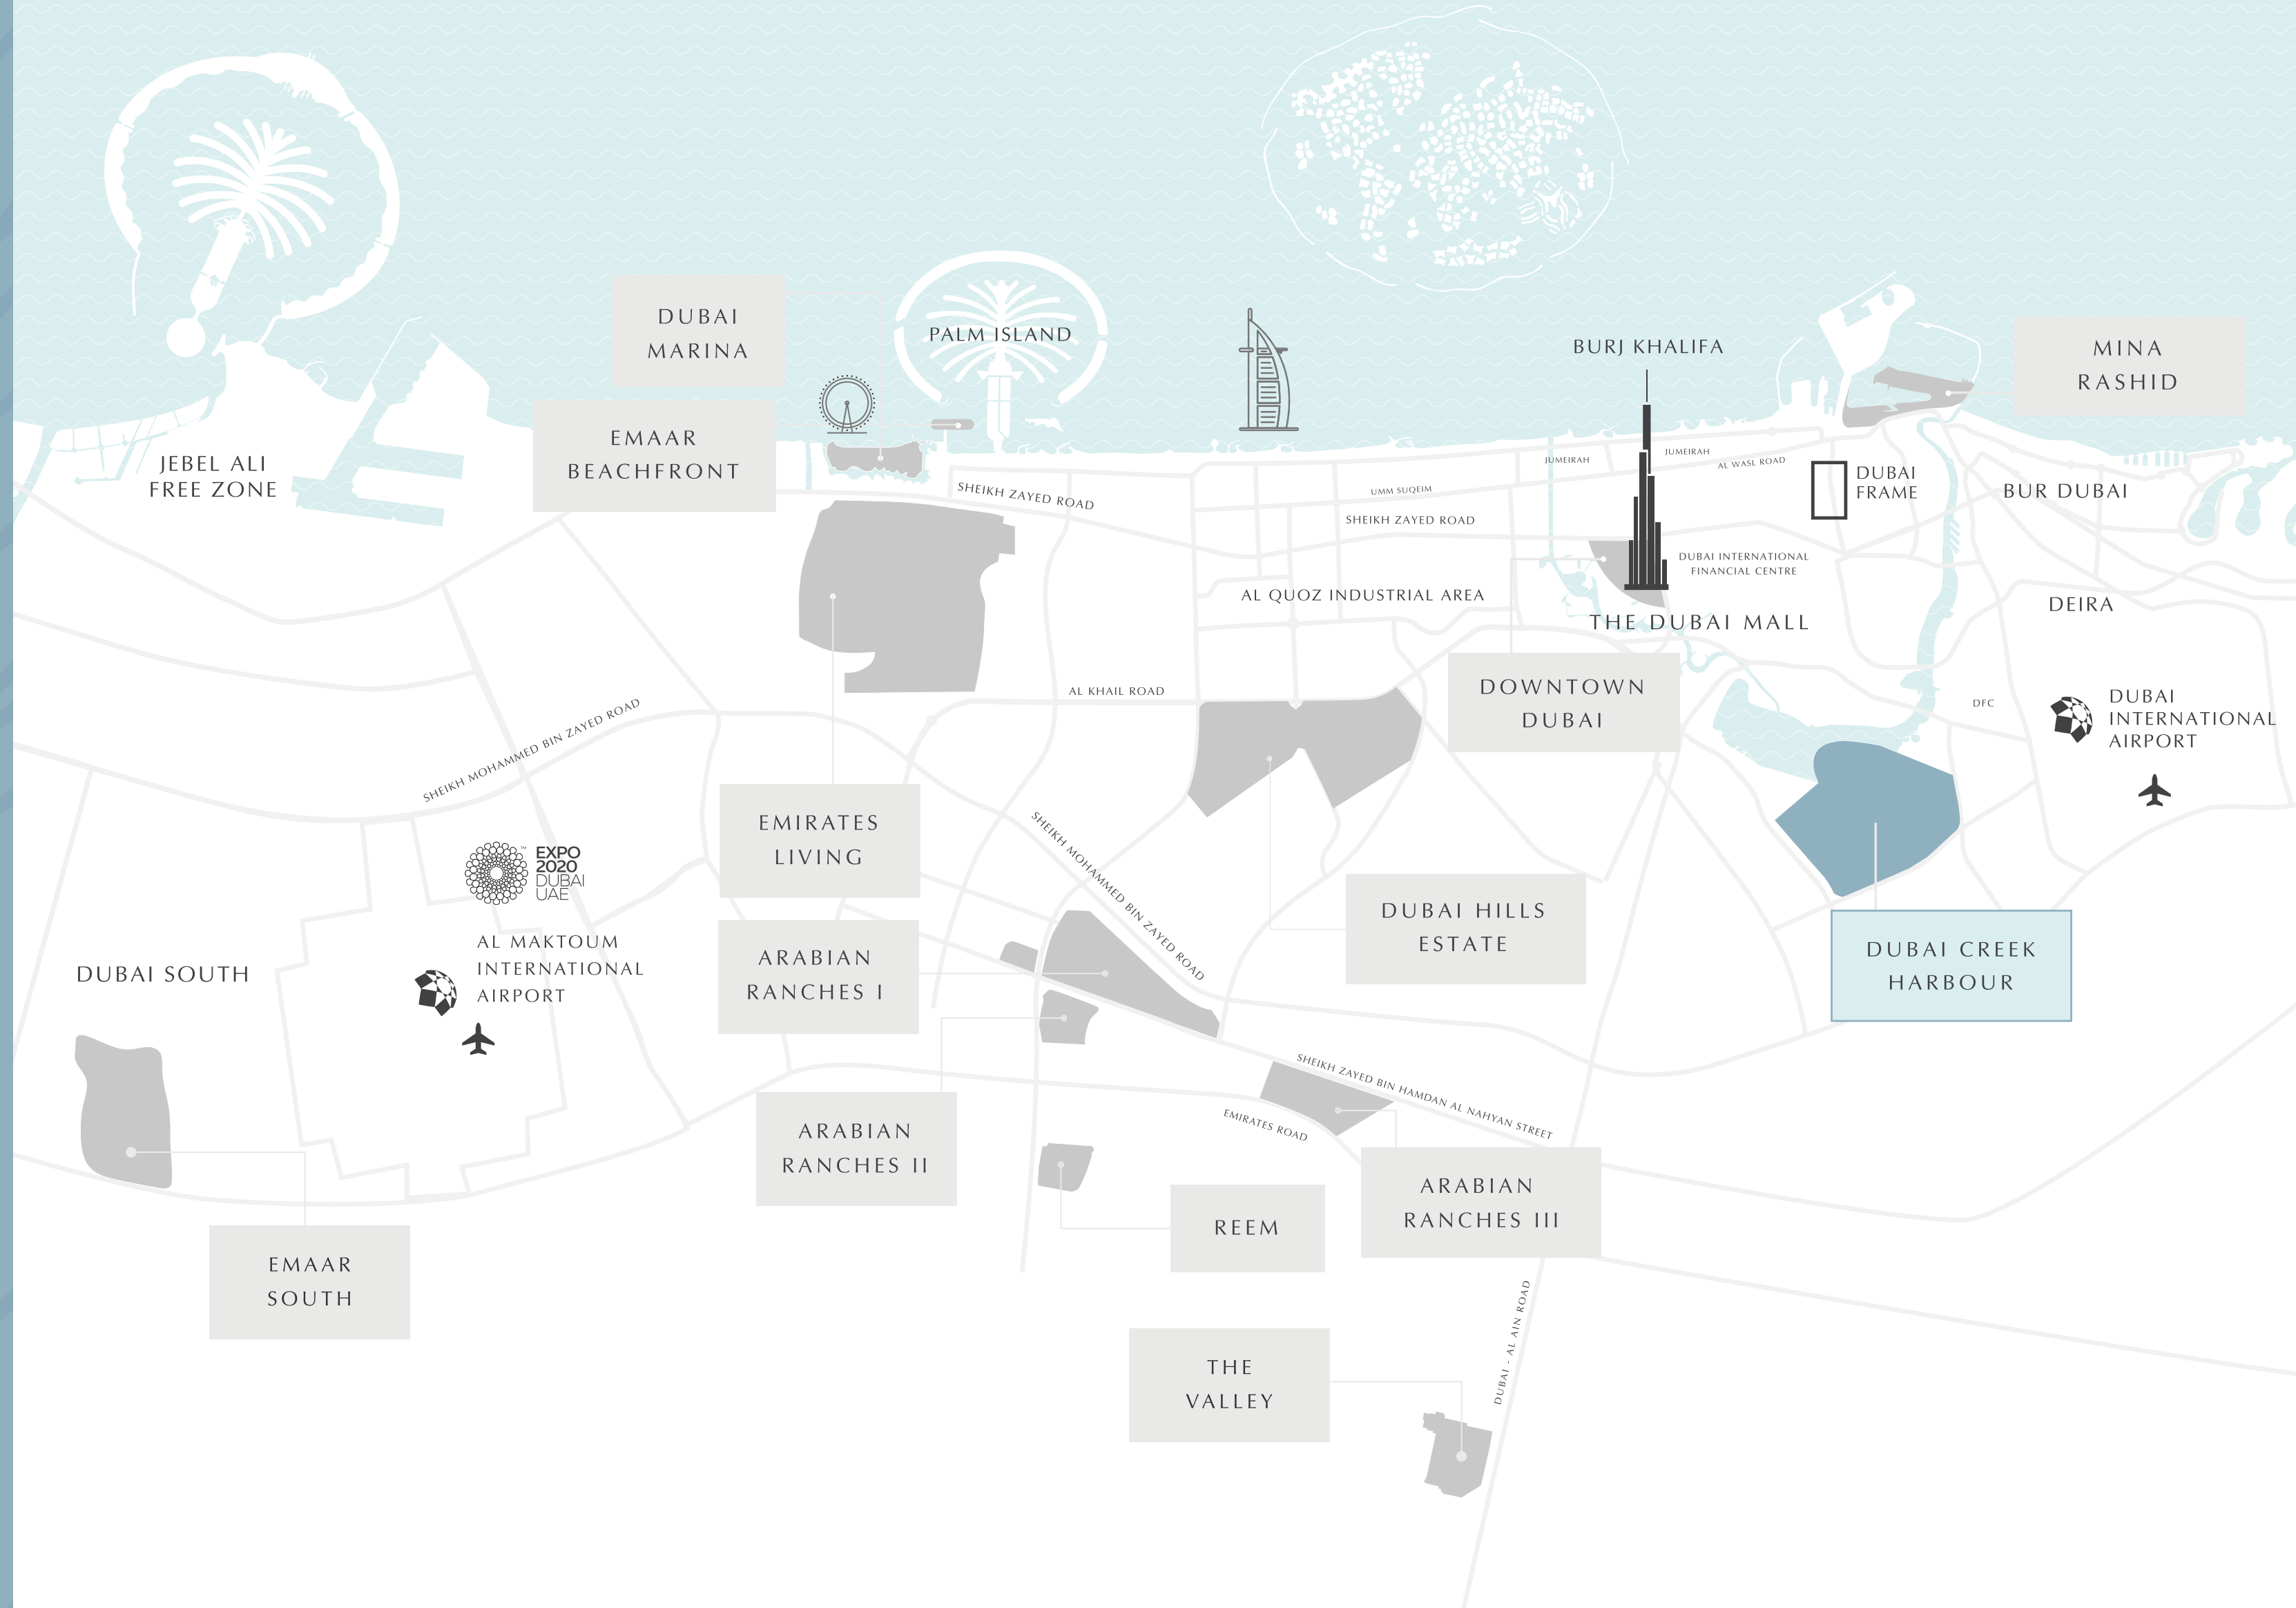 DUBAI
MARINA
PALM ISLAND
BURJ KHALIFA
MINA
RASHID
EMAAR
BEACHFRONT
JEBEL ALI
FREE ZONE
SHEIKH ZAYED ROAD
UMM SUQEIM
SHEIKH ZAYED ROAD
JUMEIRAH
JUMEIRAH
AL WASL ROAD
DUBAI
FRAME
BUR DUBAI
DUBAI INTERNATIONAL
FINANCIAL CENTRE
AL QUOZ INDUSTRIAL AREA
THE DUBAI MALL
DEIRA
DOWNTOWN
DUBAI
AL KHAIL ROAD
DFC
DUBAI
INTERNATIONAL
AIRPORT
SHEIKH MOHAMMED BIN ZAYED ROAD
EMIRATES
LIVING
SHEIKH MOHAMMED BIN ZAYED ROAD
EXPO
2020
DUBAI
UAE
™
DUBAI HILLS
ESTATE
DUBAI CREEK
HARBOUR
AL MAKTOUM
INTERNATIONAL
AIRPORT
DUBAI SOUTH
ARABIAN
RANCHES I
ARABIAN
RANCHES II
SHEIKH ZAYED BIN HAMDAN AL NAHYAN STREET
EMIRATES ROAD
ARABIAN
RANCHES III
REEM
EMAAR
SOUTH
DUBAI - AL AIN ROAD
THE
VALLEY